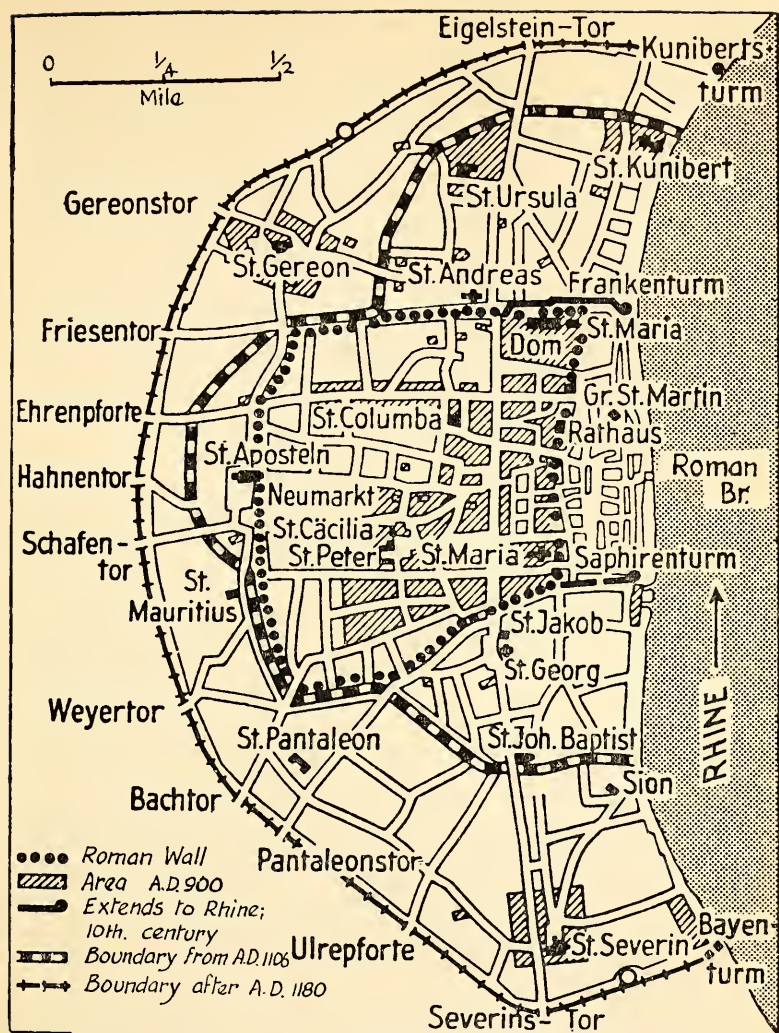 Eigelstein-Tor
0 1/4 1/2
Mile
Kuniberts
turm
St. Kunibert
St. Ursula
Gereonstor
St. Gereon
St. Andreas
Frankenturm
Friesentor
St. Maria
Dom
Ehrenpforte
St. Columba
Gr. St. Martin
Rathaus
St. Aposteln
Hahnentor
Neumarkt
Roman
Br.
St. Cäcilia
Schafen-
tor
St. Peter
St. Maria
Saphirenturm
St.
Mauritius
St. Jakob
St. Georg
RHINE
Weyertor
St. Pantaleon
St. Joh. Baptist
Sion
Bachtor
Pantaleonstor
Roman Wall
Area A.D. 900
Extends to Rhine;
10th. century
Boundary from A.D. 1106
Boundary after A.D. 1180
Ulrepforte
St. Severin
Bayen-
turm
Severins-Tor